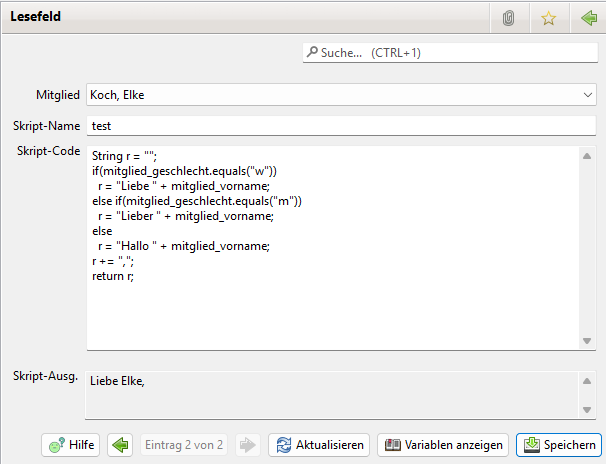 Lesefeld
Suche... (CTRL+1)
Mitglied Koch, Elke
Skript-Name test
Skript-Code
String r = "";
if(mitglied_geschlecht.equals("w"))
  r = "Liebe " + mitglied_vorname;
else if(mitglied_geschlecht.equals("m"))
  r = "Lieber " + mitglied_vorname;
else
  r = "Hallo " + mitglied_vorname;
r += ",";
return r;
Skript-Ausg. Liebe Elke,
Hilfe Eintrag 2 von 2 Aktualisieren Variablen anzeigen Speichern